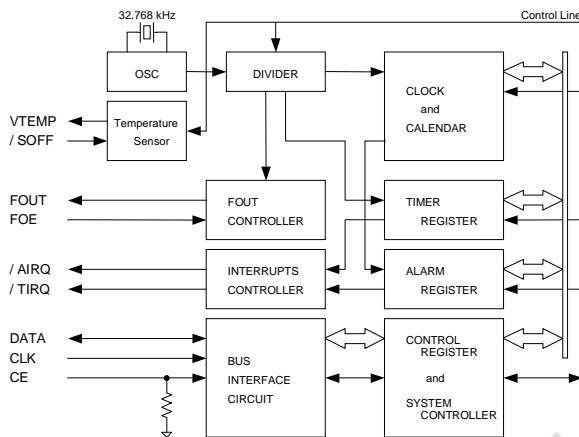 32.768 kHz
Control Line
OSC
DIVIDER
CLOCK
and
CALENDAR
VTEMP
/ SOFF
Temperature
Sensor
FOUT
FOE
FOUT
CONTROLLER
TIMER
REGISTER
/ AIRQ
/ TIRQ
INTERRUPTS
CONTROLLER
ALARM
REGISTER
DATA
CLK
CE
BUS
INTERFACE
CIRCUIT
CONTROL
REGISTER
and
SYSTEM
CONTROLLER